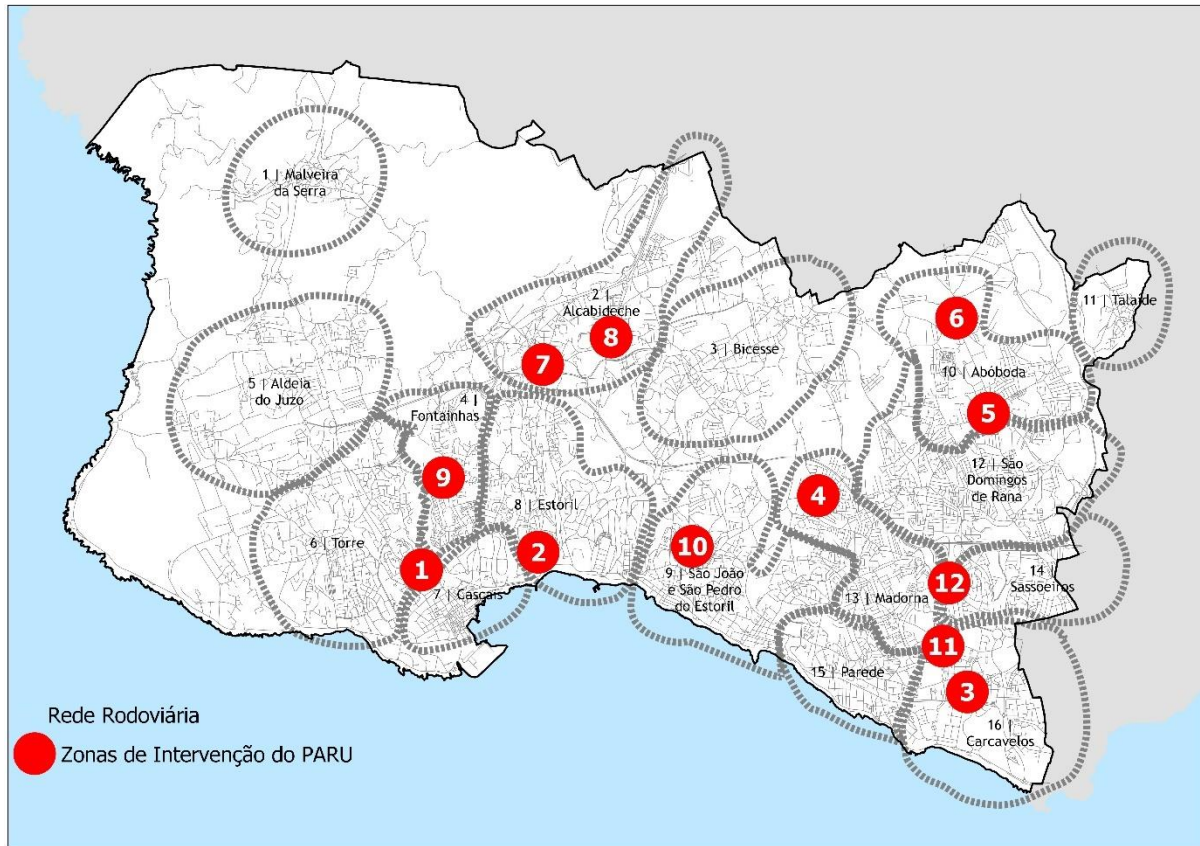 1 | Malveira
da Serra
2 |
Alcabideche
11 | Talaíde
6
8
3 | Bicesse
7
5 | Aldeia
do Juzo
10 | Abóboda
4 |
Fontainhas
5
12 | São
Domingos
de Rana
9
4
8 | Estoril
6 | Torre
2
10
1
9 | São João
e São Pedro
do Estoril
14 |
Sassoeiros
12
7 | Cascais
13 | Madorna
11
15 | Parede
3
16 |
Carcavelos
Rede Rodoviária
Zonas de Intervenção do PARU